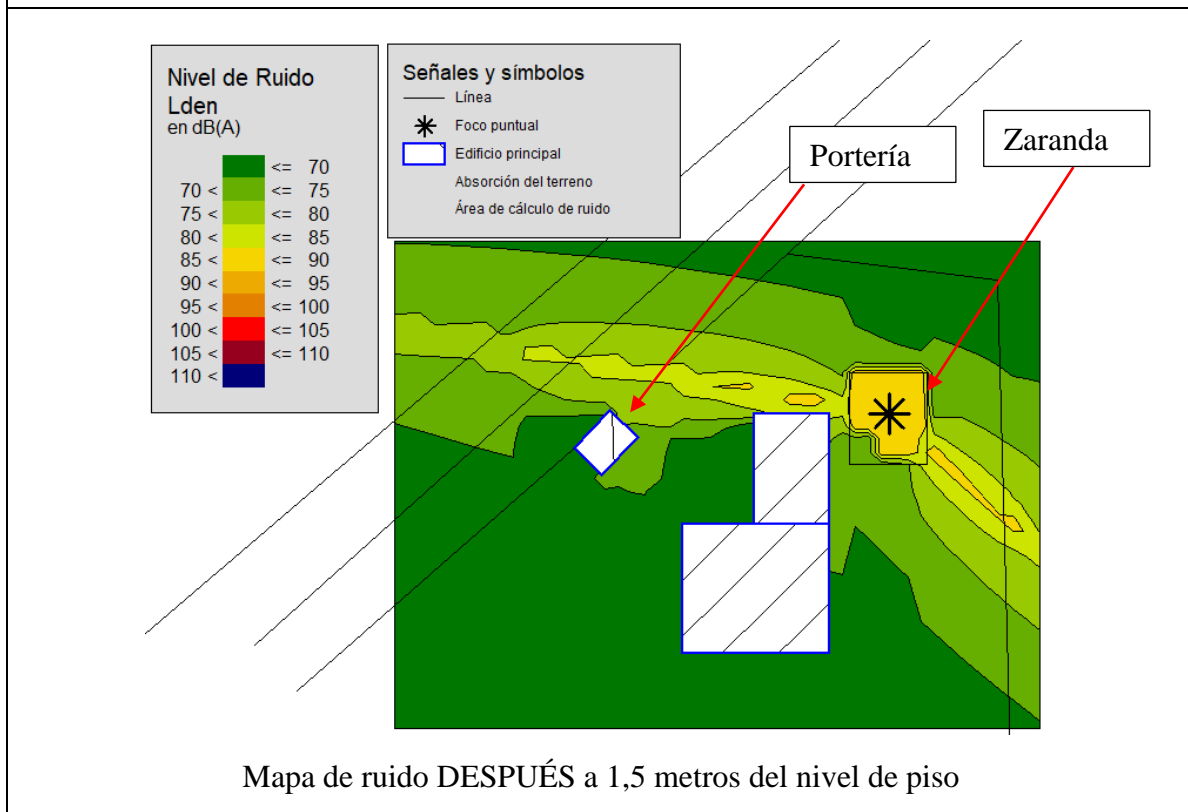 Nivel de Ruido
Lden
en dB(A)
<= 70
70 < <= 75
75 < <= 80
80 < <= 85
85 < <= 90
90 < <= 95
95 < <= 100
100 < <= 105
105 < <= 110
110 <
Señales y símbolos
Línea
Foco puntual
Edificio principal
Absorción del terreno
Área de cálculo de ruido
Portería
Zaranda
Mapa de ruido DESPUÉS a 1,5 metros del nivel de piso